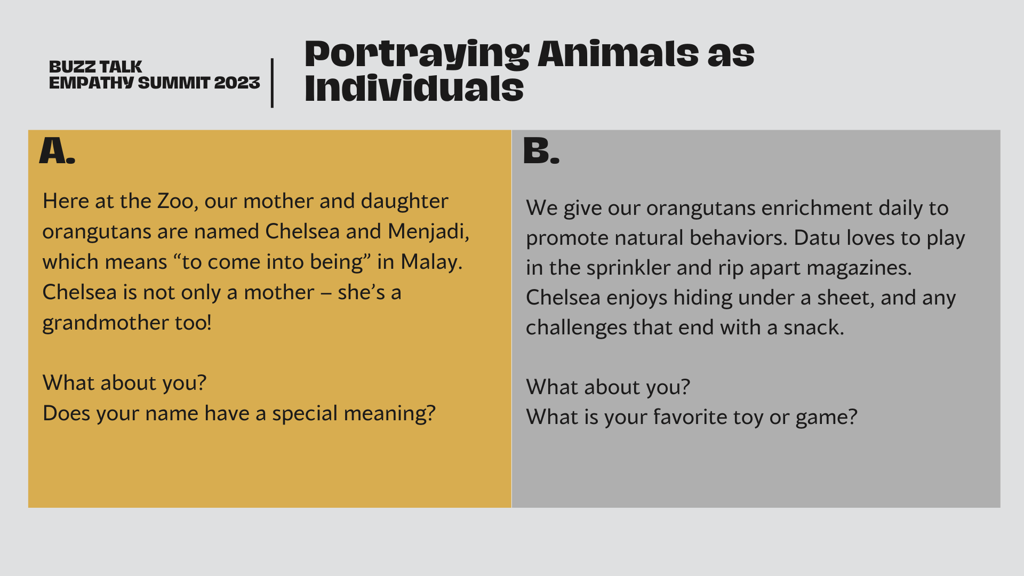 BUZZ TALK
EMPATHY SUMMIT 2023
Portraying Animals as
Individuals
A.
Here at the Zoo, our mother and daughter
orangutans are named Chelsea and Menjadi,
which means “to come into being” in Malay.
Chelsea is not only a mother – she’s a
grandmother too!
What about you?
Does your name have a special meaning?
B.
We give our orangutans enrichment daily to
promote natural behaviors. Datu loves to play
in the sprinkler and rip apart magazines.
Chelsea enjoys hiding under a sheet, and any
challenges that end with a snack.
What about you?
What is your favorite toy or game?